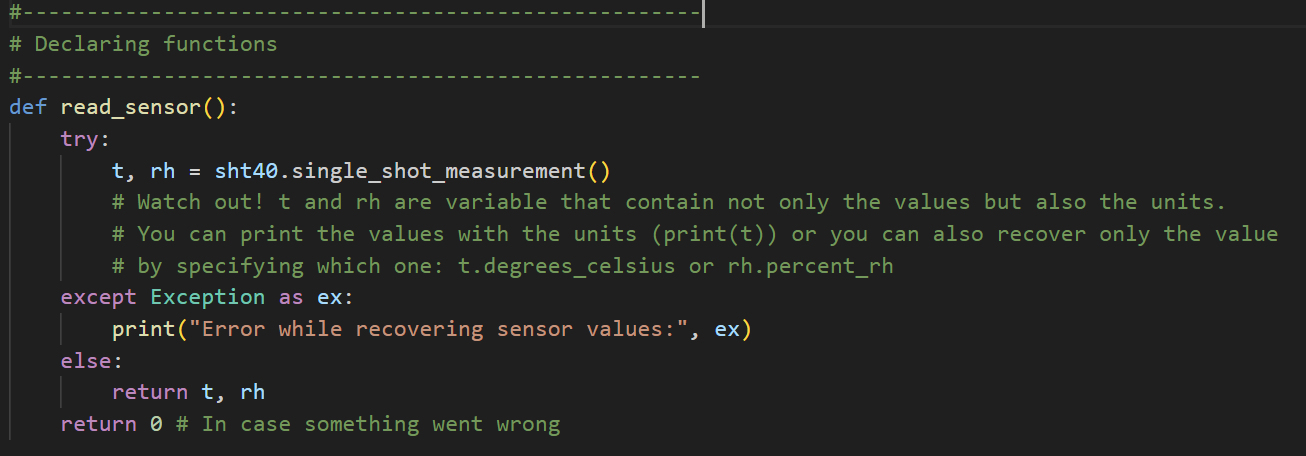 #-----------------------------------------------------
# Declaring functions
#-----------------------------------------------------
def read_sensor():
    try:
        t, rh = sht40.single_shot_measurement()
        # Watch out! t and rh are variable that contain not only the values but also the units.
        # You can print the values with the units (print(t)) or you can also recover only the value
        # by specifying which one: t.degrees_celsius or rh.percent_rh
    except Exception as ex:
        print("Error while recovering sensor values:", ex)
    else:
        return t, rh
    return 0 # In case something went wrong